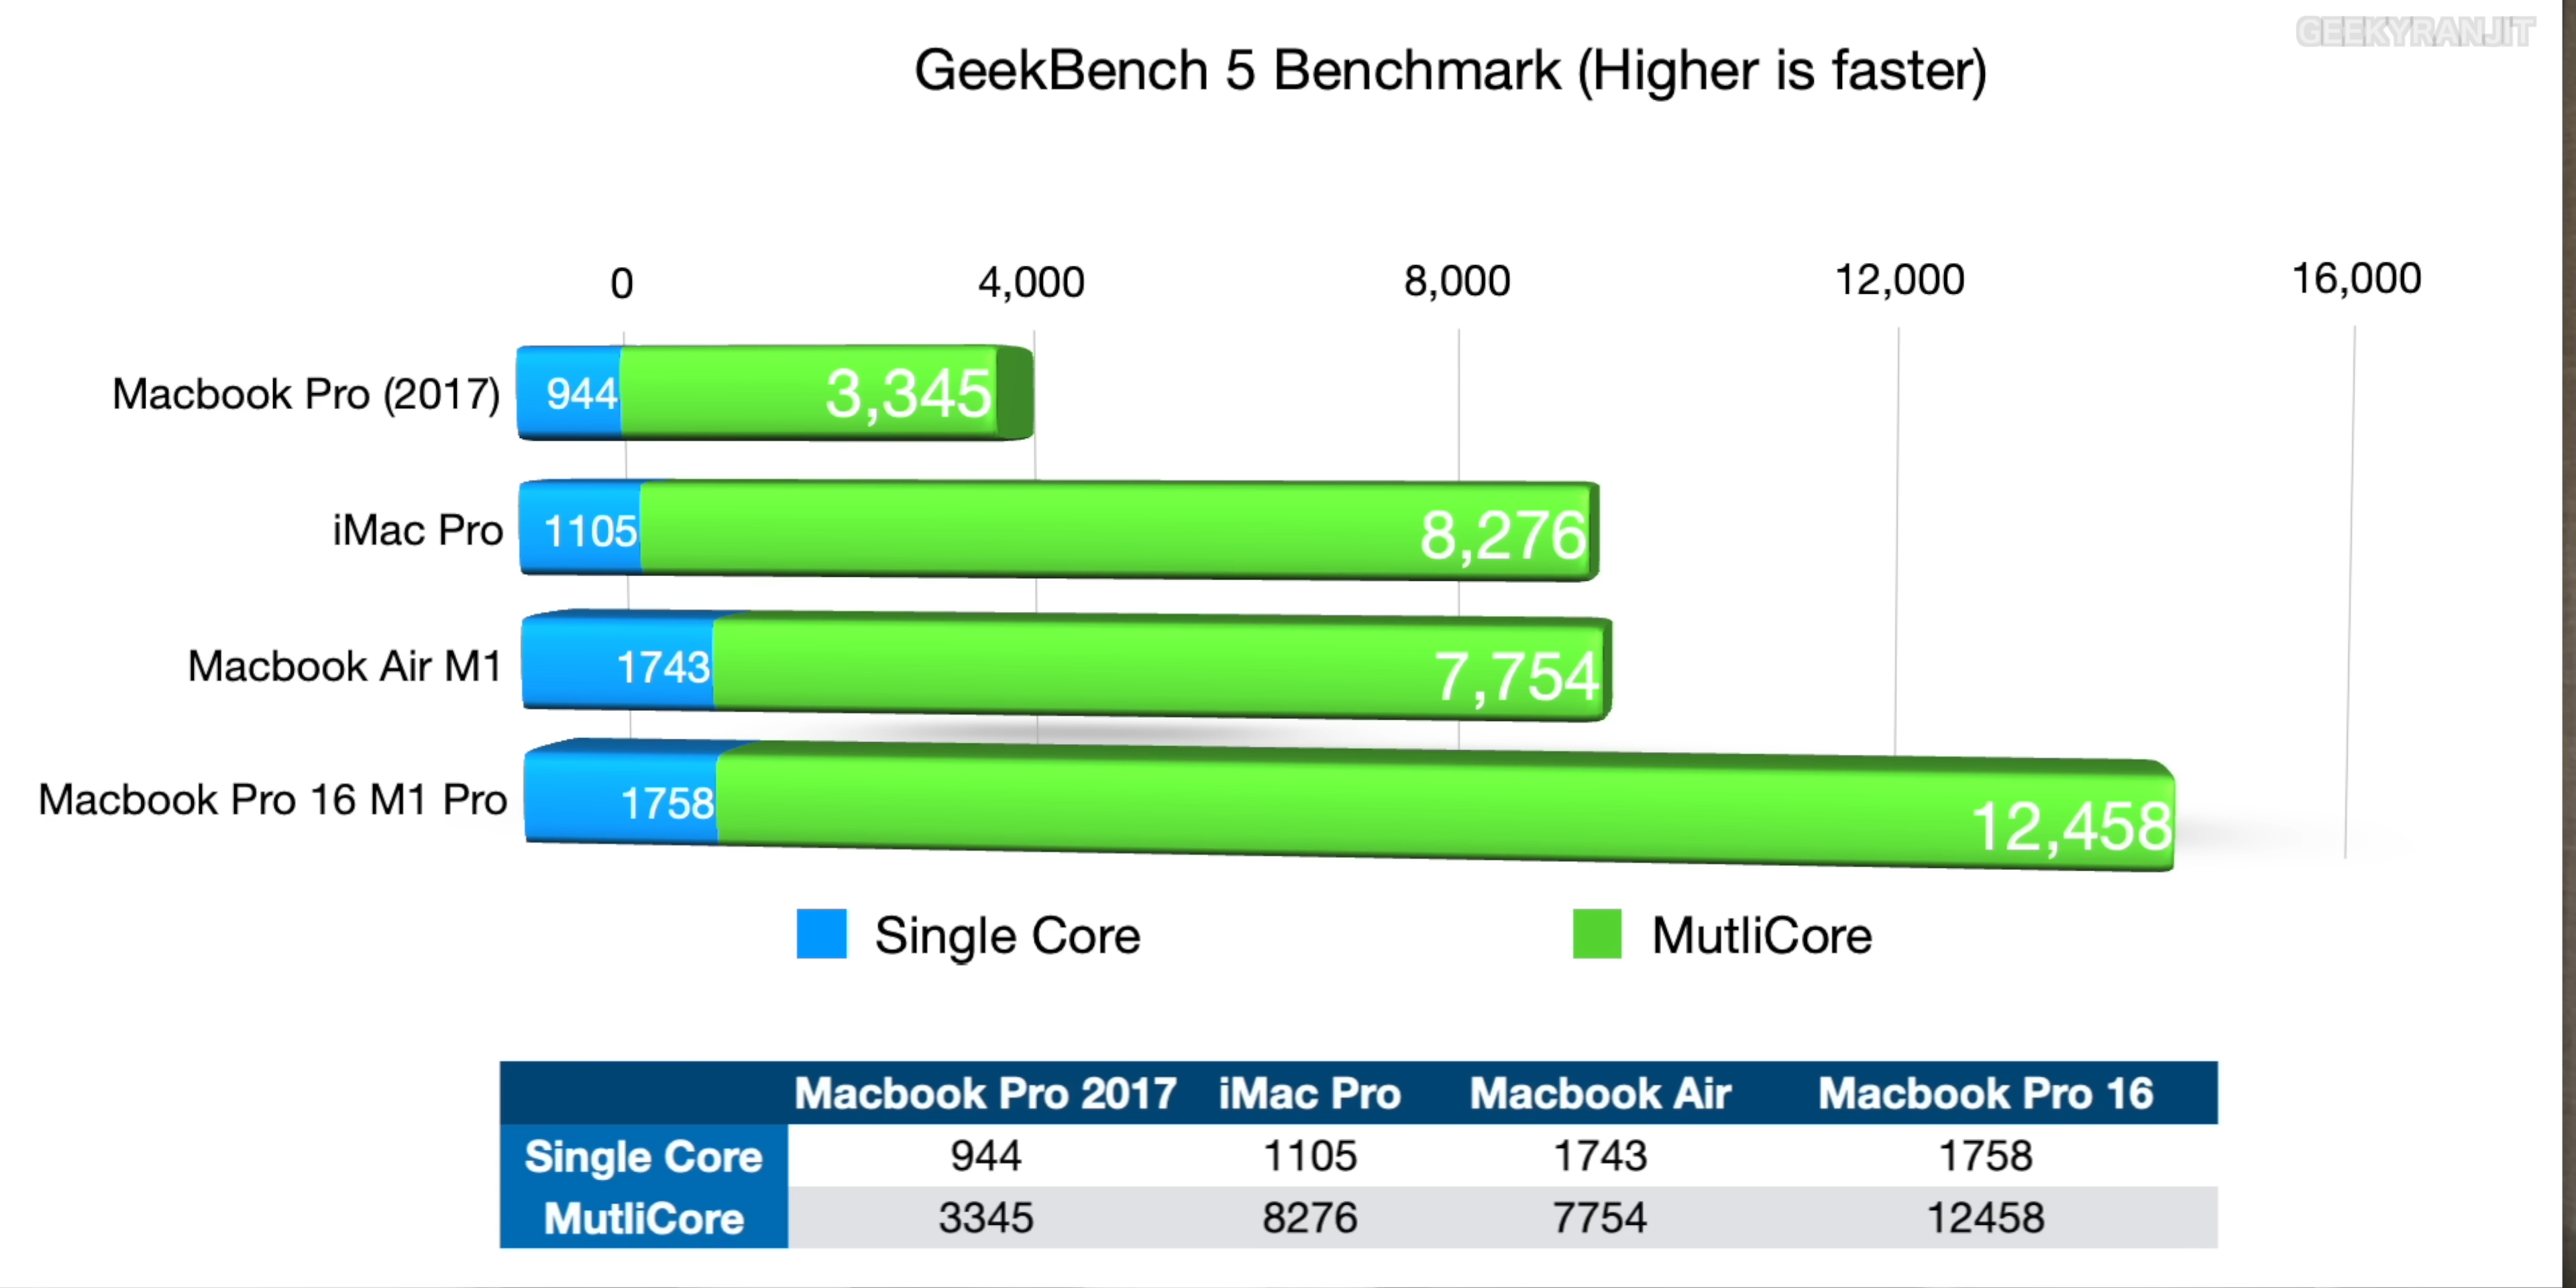 GEEKYRANJIT
GeekBench 5 Benchmark (Higher is faster)
0 4,000 8,000 12,000 16,000
Macbook Pro (2017) 944 3,345
iMac Pro 1105 8,276
Macbook Air M1 1743 7,754
Macbook Pro 16 M1 Pro 1758 12,458
Single Core MutliCore
Macbook Pro 2017 iMac Pro Macbook Air Macbook Pro 16
Single Core 944 1105 1743 1758
MutliCore 3345 8276 7754 12458